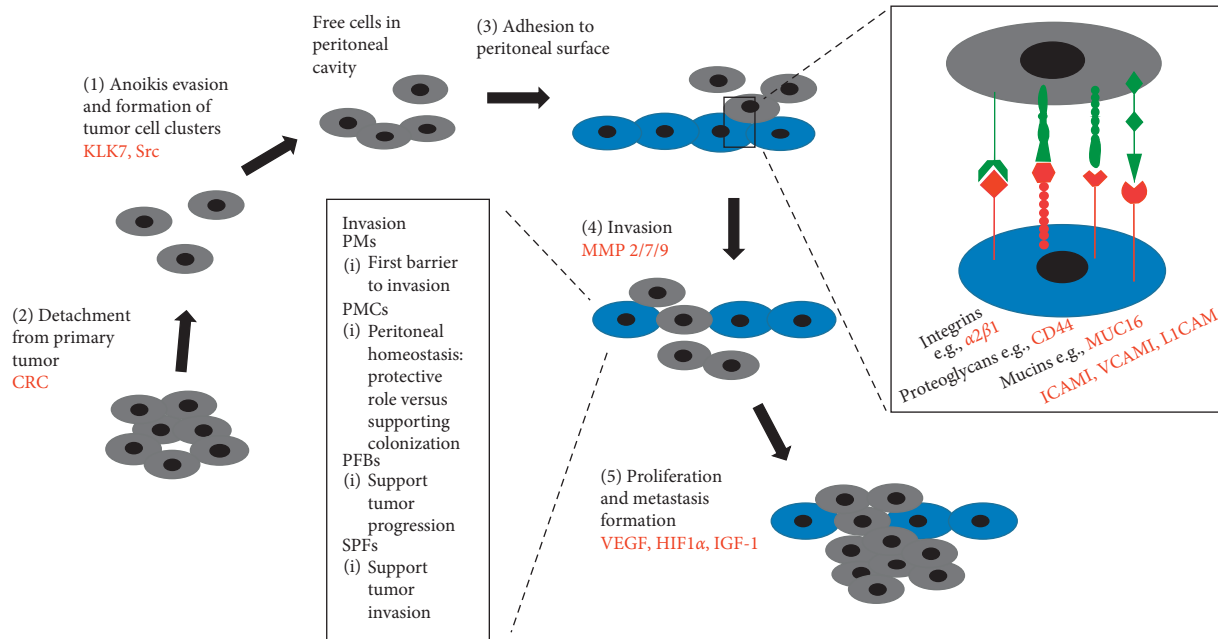 Free cells in
peritoneal
cavity
(3) Adhesion to
peritoneal surface
(1) Anoikis evasion
and formation of
tumor cell clusters
KLK7, Src
(2) Detachment
from primary
tumor
CRC
Invasion
PMs
(i) First barrier
to invasion
PMCs
(i) Peritoneal
homeostasis:
protective
role versus
supporting
colonization
PFBs
(i) Support
tumor
progression
SPFs
(i) Support
tumor
invasion
(4) Invasion
MMP 2/7/9
(5) Proliferation
and metastasis
formation
VEGF, HIF1α, IGF-1
Integrins
e.g., α2β1
Proteoglycans e.g., CD44
Mucins e.g., MUC16
ICAMI, VCAMI, L1CAM